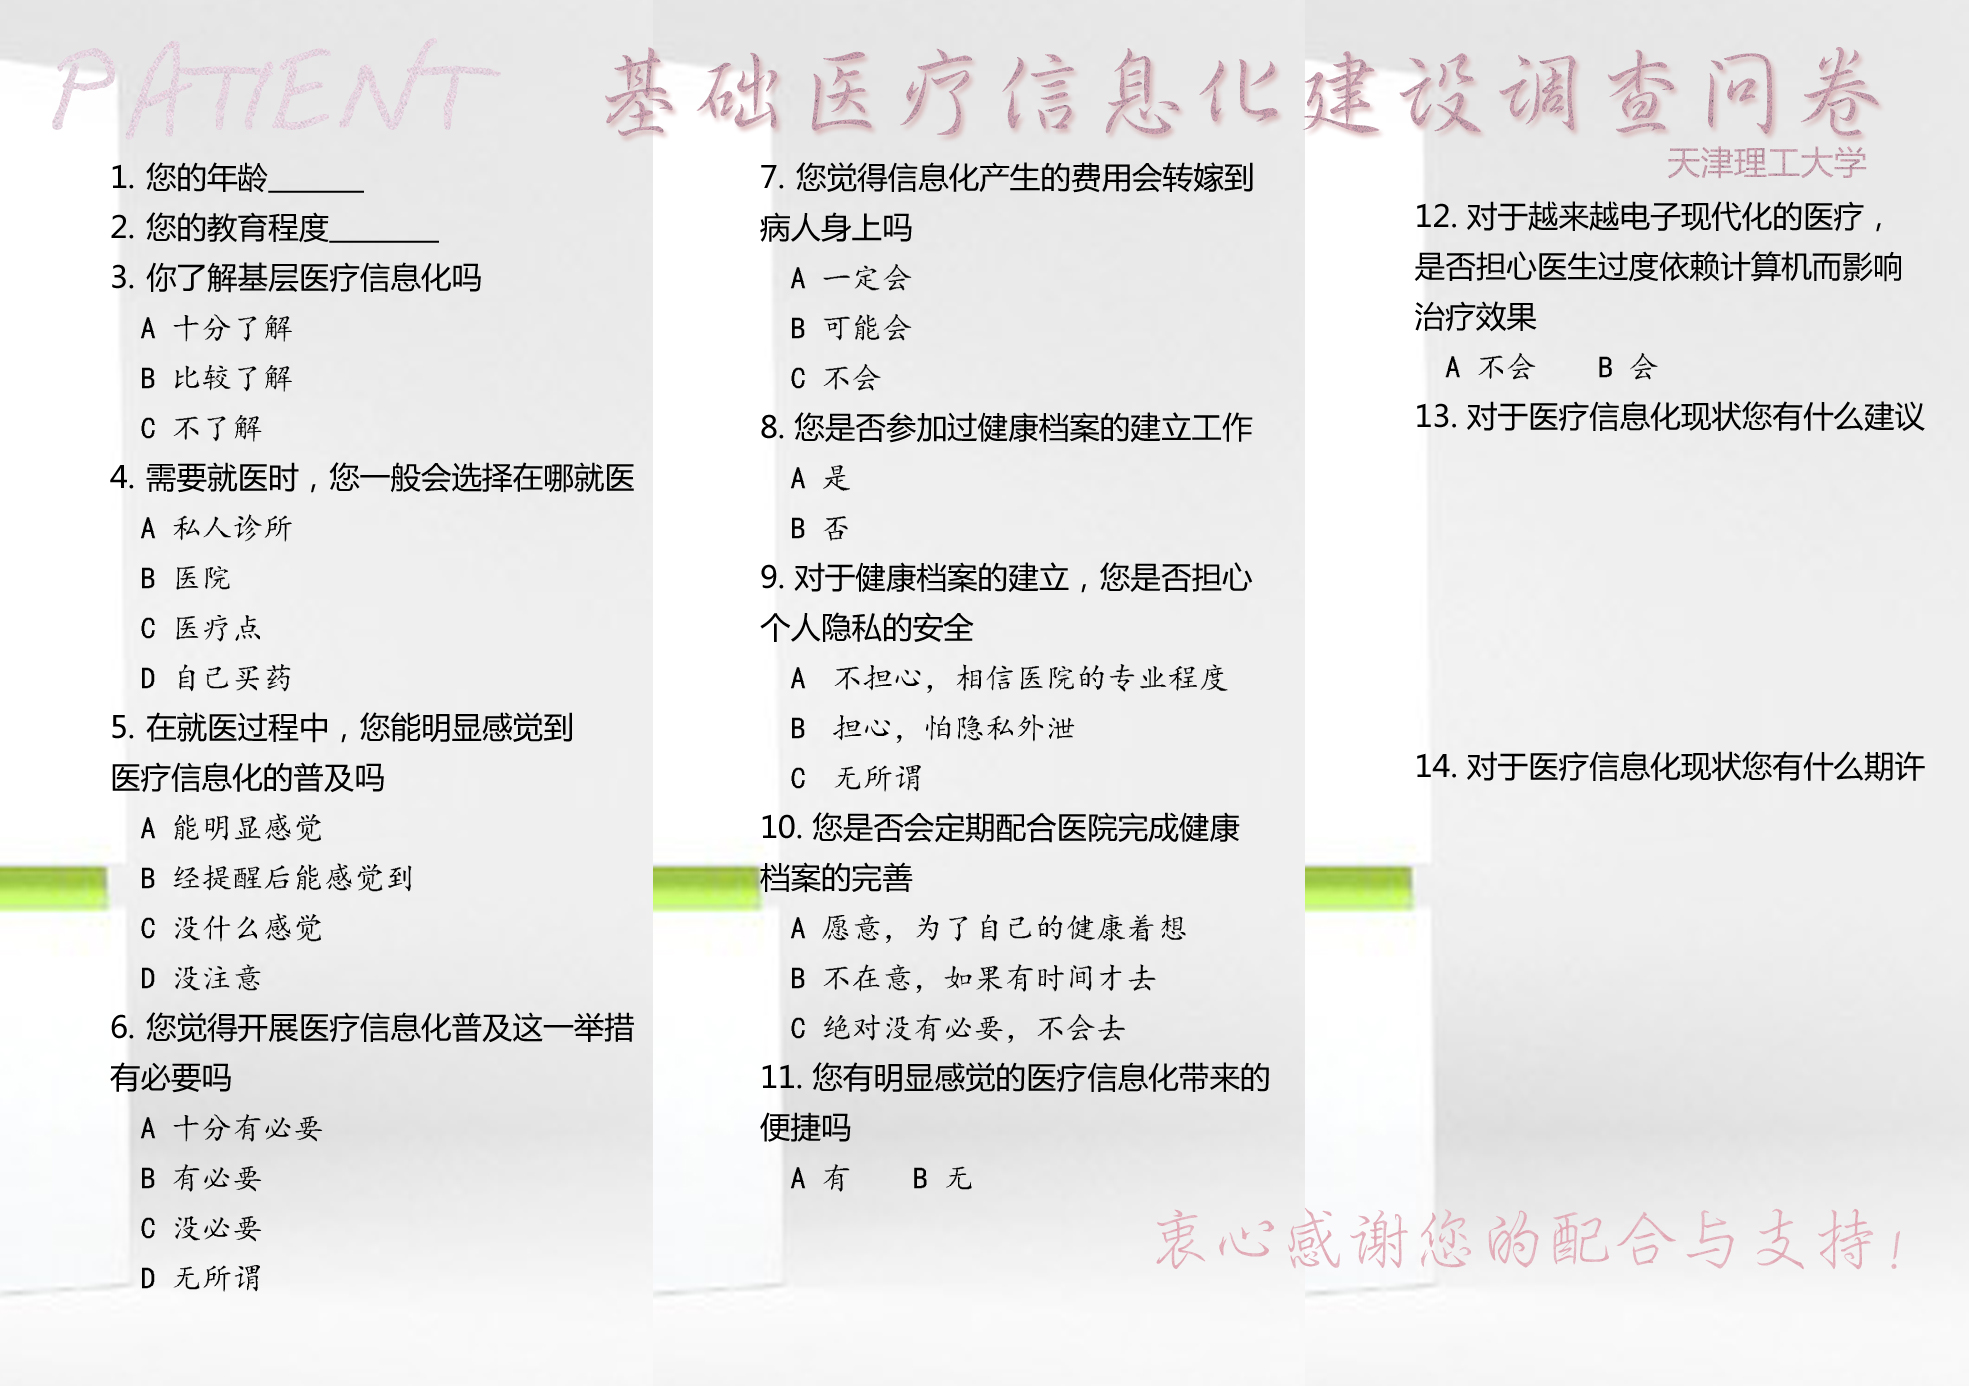 PATIENT
基础医疗信息化建设调查问卷
天津理工大学
1. 您的年龄______
2. 您的教育程度_______
3. 你了解基层医疗信息化吗
A 十分了解
B 比较了解
C 不了解
4. 需要就医时，您一般会选择在哪就医
A 私人诊所
B 医院
C 医疗点
D 自己买药
5. 在就医过程中，您能明显感觉到
医疗信息化的普及吗
A 能明显感觉
B 经提醒后能感觉到
C 没什么感觉
D 没注意
6. 您觉得开展医疗信息化普及这一举措
有必要吗
A 十分有必要
B 有必要
C 没必要
D 无所谓
7. 您觉得信息化产生的费用会转嫁到
病人身上吗
A 一定会
B 可能会
C 不会
8. 您是否参加过健康档案的建立工作
A 是
B 否
9. 对于健康档案的建立，您是否担心
个人隐私的安全
A 不担心，相信医院的专业程度
B 担心，怕隐私外泄
C 无所谓
10. 您是否会定期配合医院完成健康
档案的完善
A 愿意，为了自己的健康着想
B 不在意，如果有时间才去
C 绝对没有必要，不会去
11. 您有明显感觉的医疗信息化带来的
便捷吗
A 有 B 无
12. 对于越来越电子现代化的医疗，
是否担心医生过度依赖计算机而影响
治疗效果
A 不会 B 会
13. 对于医疗信息化现状您有什么建议
14. 对于医疗信息化现状您有什么期许
衷心感谢您的配合与支持！